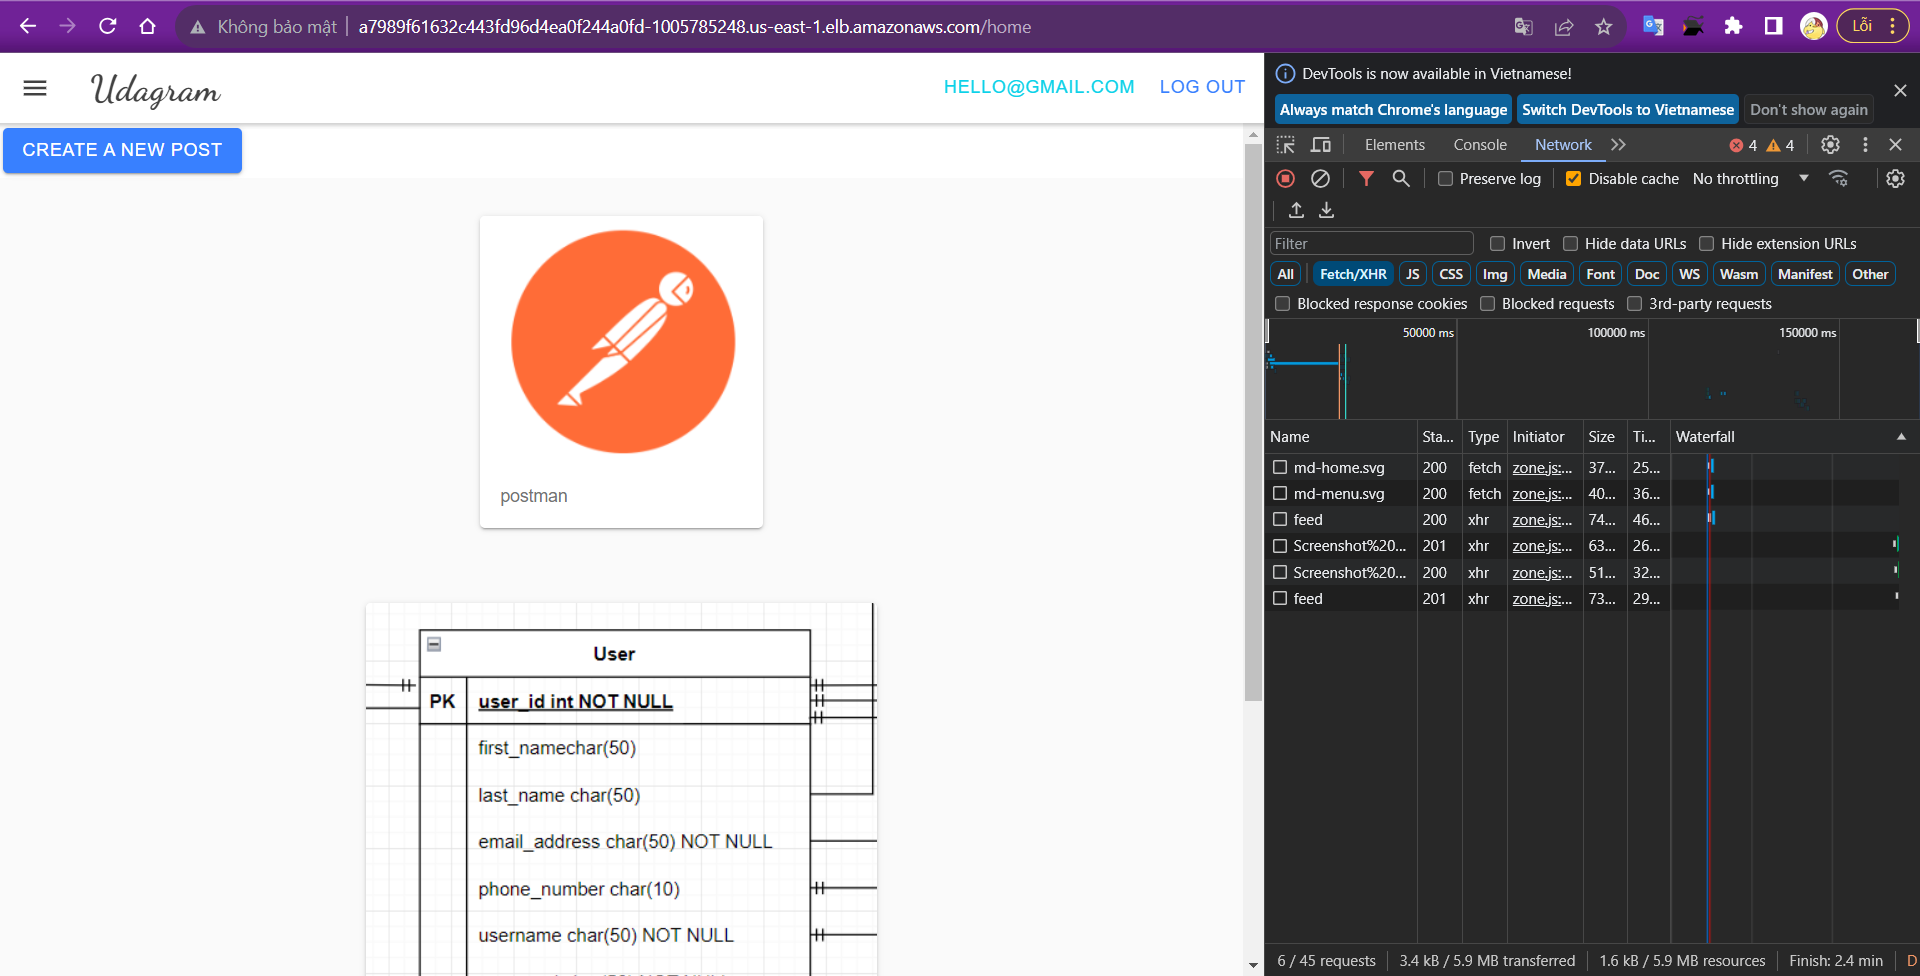 Không bảo mật | a7989f61632c443fd96d4ea0f244a0fd-1005785248.us-east-1.elb.amazonaws.com/home
Lỗi
Udagram
HELLO@GMAIL.COM LOG OUT
CREATE A NEW POST
postman
User
PK user_id int NOT NULL
first_namechar(50)
last_name char(50)
email_address char(50) NOT NULL
phone_number char(10)
username char(50) NOT NULL
DevTools is now available in Vietnamese!
Always match Chrome's language Switch DevTools to Vietnamese Don't show again
Elements Console Network 4 4
Preserve log Disable cache No throttling
Filter Invert Hide data URLs Hide extension URLs
All Fetch/XHR JS CSS Img Media Font Doc WS Wasm Manifest Other
Blocked response cookies Blocked requests 3rd-party requests
50000 ms 100000 ms 150000 ms
Name Sta... Type Initiator Size Ti... Waterfall
md-home.svg 200 fetch zone.js:... 37... 25...
md-menu.svg 200 fetch zone.js:... 40... 36...
feed 200 xhr zone.js:... 74... 46...
Screenshot%20... 201 xhr zone.js:... 63... 26...
Screenshot%20... 200 xhr zone.js:... 51... 32...
feed 201 xhr zone.js:... 73... 29...
6 / 45 requests 3.4 kB / 5.9 MB transferred 1.6 kB / 5.9 MB resources Finish: 2.4 min D